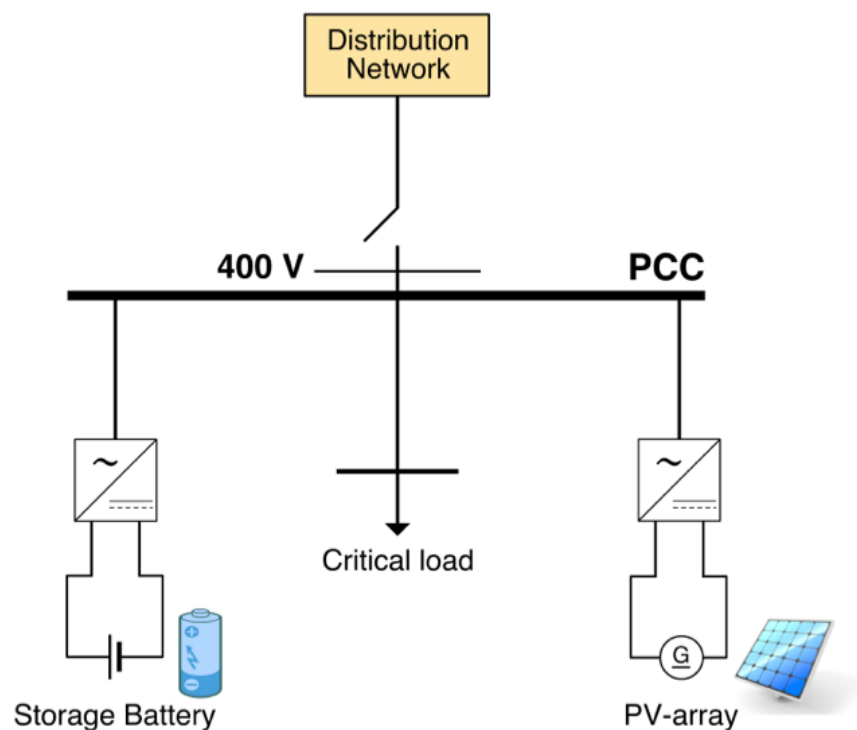 Distribution
Network
400 V
PCC
~
~
Critical load
G
Storage Battery
PV-array